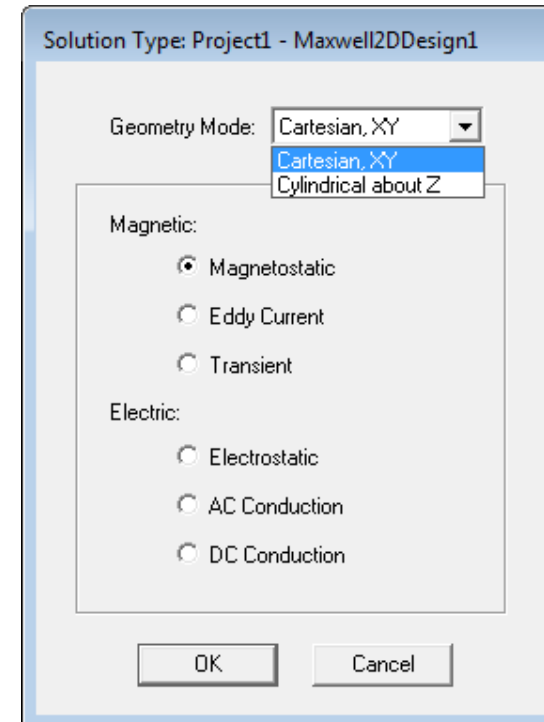 Solution Type: Project1 - Maxwell2DDesign1
Geometry Mode: Cartesian, XY
Cartesian, XY
Cylindrical about Z
Magnetic:
Magnetostatic
Eddy Current
Transient
Electric:
Electrostatic
AC Conduction
DC Conduction
OK Cancel